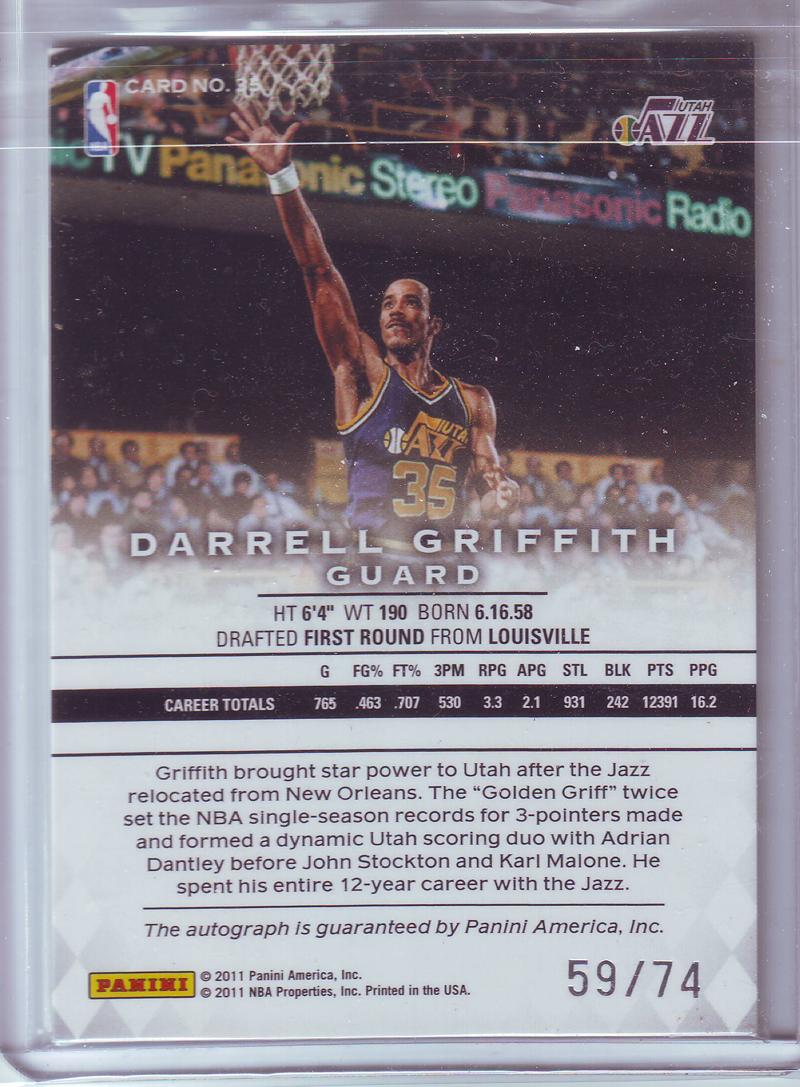 CARD NO. 35
UTAH
JAZZ
TV Panasonic Stereo Panasonic Radio
UTAH
JAZZ
35
DARRELL GRIFFITH
GUARD
HT 6'4" WT 190 BORN 6.16.58
DRAFTED FIRST ROUND FROM LOUISVILLE
G FG% FT% 3PM RPG APG STL BLK PTS PPG
CAREER TOTALS 765 .463 .707 530 3.3 2.1 931 242 12391 16.2
Griffith brought star power to Utah after the Jazz
relocated from New Orleans. The “Golden Griff” twice
set the NBA single-season records for 3-pointers made
and formed a dynamic Utah scoring duo with Adrian
Dantley before John Stockton and Karl Malone. He
spent his entire 12-year career with the Jazz.
The autograph is guaranteed by Panini America, Inc.
PANINI
© 2011 Panini America, Inc.
© 2011 NBA Properties, Inc. Printed in the USA.
59/74